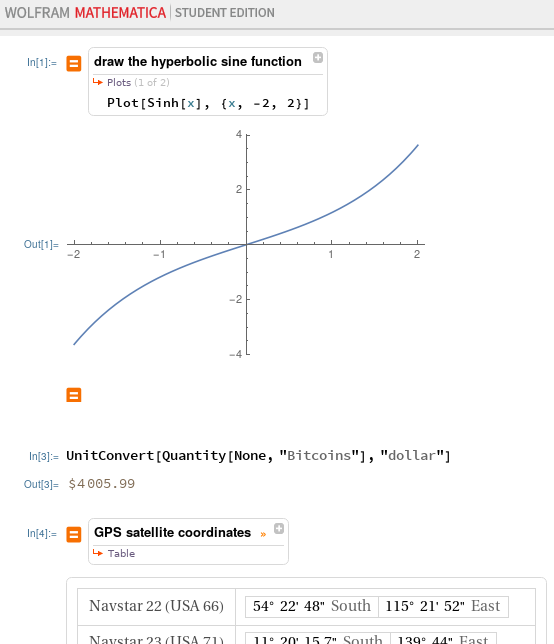 WOLFRAM MATHEMATICA | STUDENT EDITION
In[1]:= draw the hyperbolic sine function
Plots (1 of 2)
Plot[Sinh[x], {x, -2, 2}]
4
2
Out[1]=
-2 -1 1 2
-2
-4
In[3]:= UnitConvert[Quantity[None, "Bitcoins"], "dollar"]
Out[3]= $4005.99
In[4]:= GPS satellite coordinates »
Table
Navstar 22 (USA 66) 54° 22' 48" South 115° 21' 52" East
Navstar 23 (USA 71) 11° 20' 15.7" South 139° 44" East